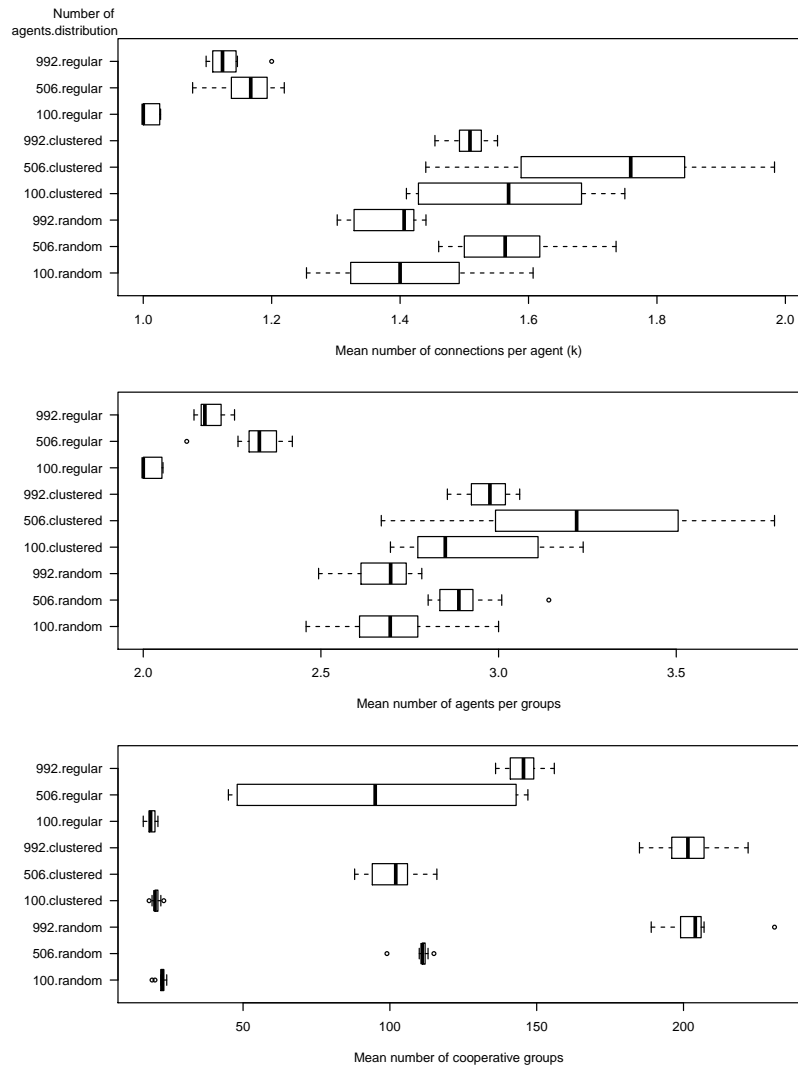 Number of
agents.distribution
992.regular
506.regular
100.regular
992.clustered
506.clustered
100.clustered
992.random
506.random
100.random
1.0 1.2 1.4 1.6 1.8 2.0
Mean number of connections per agent (k)
992.regular
506.regular
100.regular
992.clustered
506.clustered
100.clustered
992.random
506.random
100.random
2.0 2.5 3.0 3.5
Mean number of agents per groups
992.regular
506.regular
100.regular
992.clustered
506.clustered
100.clustered
992.random
506.random
100.random
50 100 150 200
Mean number of cooperative groups